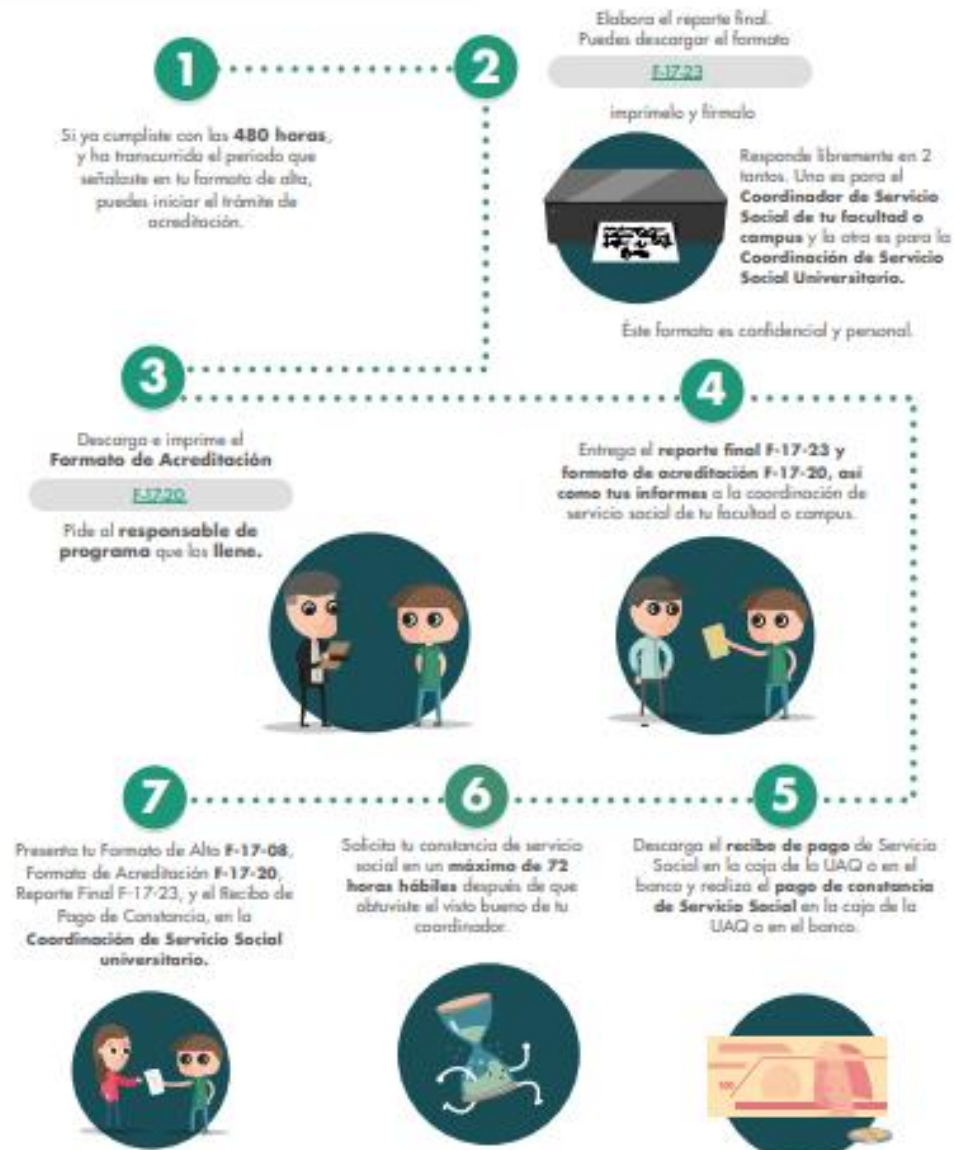 1
Si ya cumpliste con las 480 horas,
y ha transcurrido el periodo que
señalaste en tu formato de alta,
puedes iniciar el trámite de
acreditación.
2
Elabora el reporte final.
Puedes descargar el formato
F-17-23
imprímelo y fírmalo
Responde libremente en 2
tantos. Uno es para el
Coordinador de Servicio
Social de tu facultad o
campus y la otra es para la
Coordinación de Servicio
Social Universitario.
Éste formato es confidencial y personal.
3
Descarga e imprime el
Formato de Acreditación
F-17-20
Pide al responsable de
programa que los llene.
4
Entrega el reporte final F-17-23 y
formato de acreditación F-17-20, así
como tus informes a la coordinación de
servicio social de tu facultad o campus.
5
Descarga el recibo de pago de Servicio
Social en la caja de la UAQ o en el
banco y realiza el pago de constancia
de Servicio Social en la caja de la
UAQ o en el banco.
100
6
Solicita tu constancia de servicio
social en un máximo de 72
horas hábiles después de que
obtuviste el visto bueno de tu
coordinador.
7
Presenta tu Formato de Alta F-17-08,
Formato de Acreditación F-17-20,
Reporte Final F-17-23, y el Recibo de
Pago de Constancia, en la
Coordinación de Servicio Social
universitario.